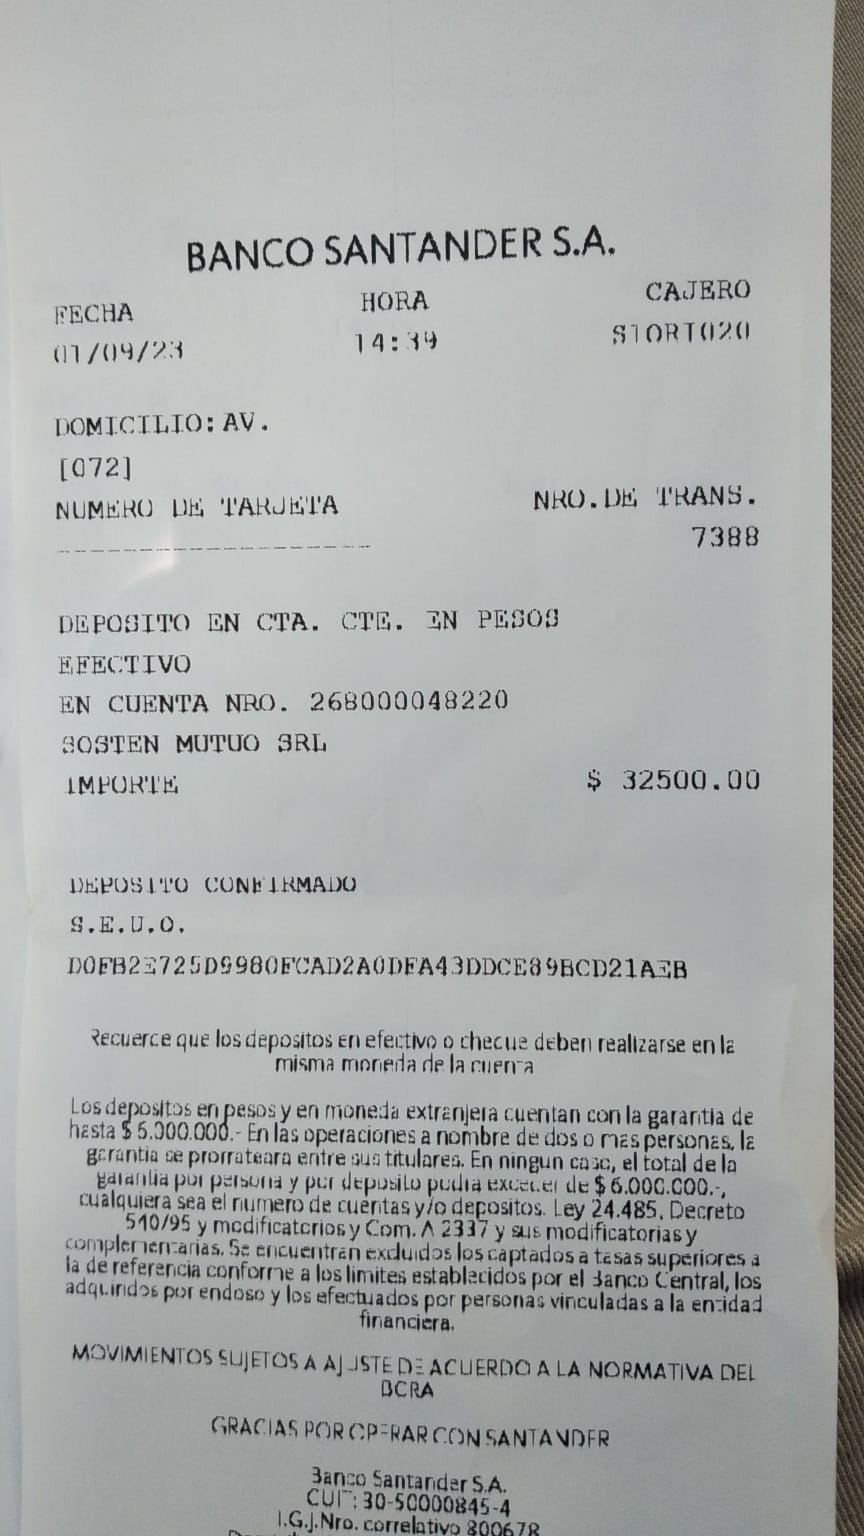 BANCO SANTANDER S.A.
FECHA HORA CAJERO
01/09/23 14:39 S1ORT020
DOMICILIO: AV.
[072]
NUMERO DE TARJETA NRO.DE TRANS.
7388
DEPOSITO EN CTA. CTE. EN PESOS
EFECTIVO
EN CUENTA NRO. 268000048220
SOSTEN MUTUO SRL
IMPORTE $ 32500.00
DEPOSITO CONFIRMADO
S.E.U.O.
D0FB2E725D9980FCAD2A0DFA43DDCE89BCD21AEB
Recuerde que los depositos en efectivo o cheque deben realizarse en la
misma moneda de la cuenta
Los depositos en pesos y en moneda extranjera cuentan con la garantia de
hasta $ 6.000.000.- En las operaciones a nombre de dos o mas personas, la
garantia se prorrateara entre sus titulares. En ningun caso, el total de la
garantia por persona y por deposito podra exceder de $ 6.000.000.-,
cualquiera sea el numero de cuentas y/o depositos. Ley 24.485, Decreto
540/95 y modificatorios y Com. A 2337 y sus modificatorias y
complementarias. Se encuentran excluidos los captados a tasas superiores a
la de referencia conforme a los limites establecidos por el Banco Central, los
adquiridos por endoso y los efectuados por personas vinculadas a la entidad
financiera.
MOVIMIENTOS SUJETOS A AJUSTE DE ACUERDO A LA NORMATIVA DEL
BCRA
GRACIAS POR OPERAR CON SANTANDER
Banco Santander S.A.
CUIT: 30-50000845-4
I.G.J.Nro. correlativo 800678